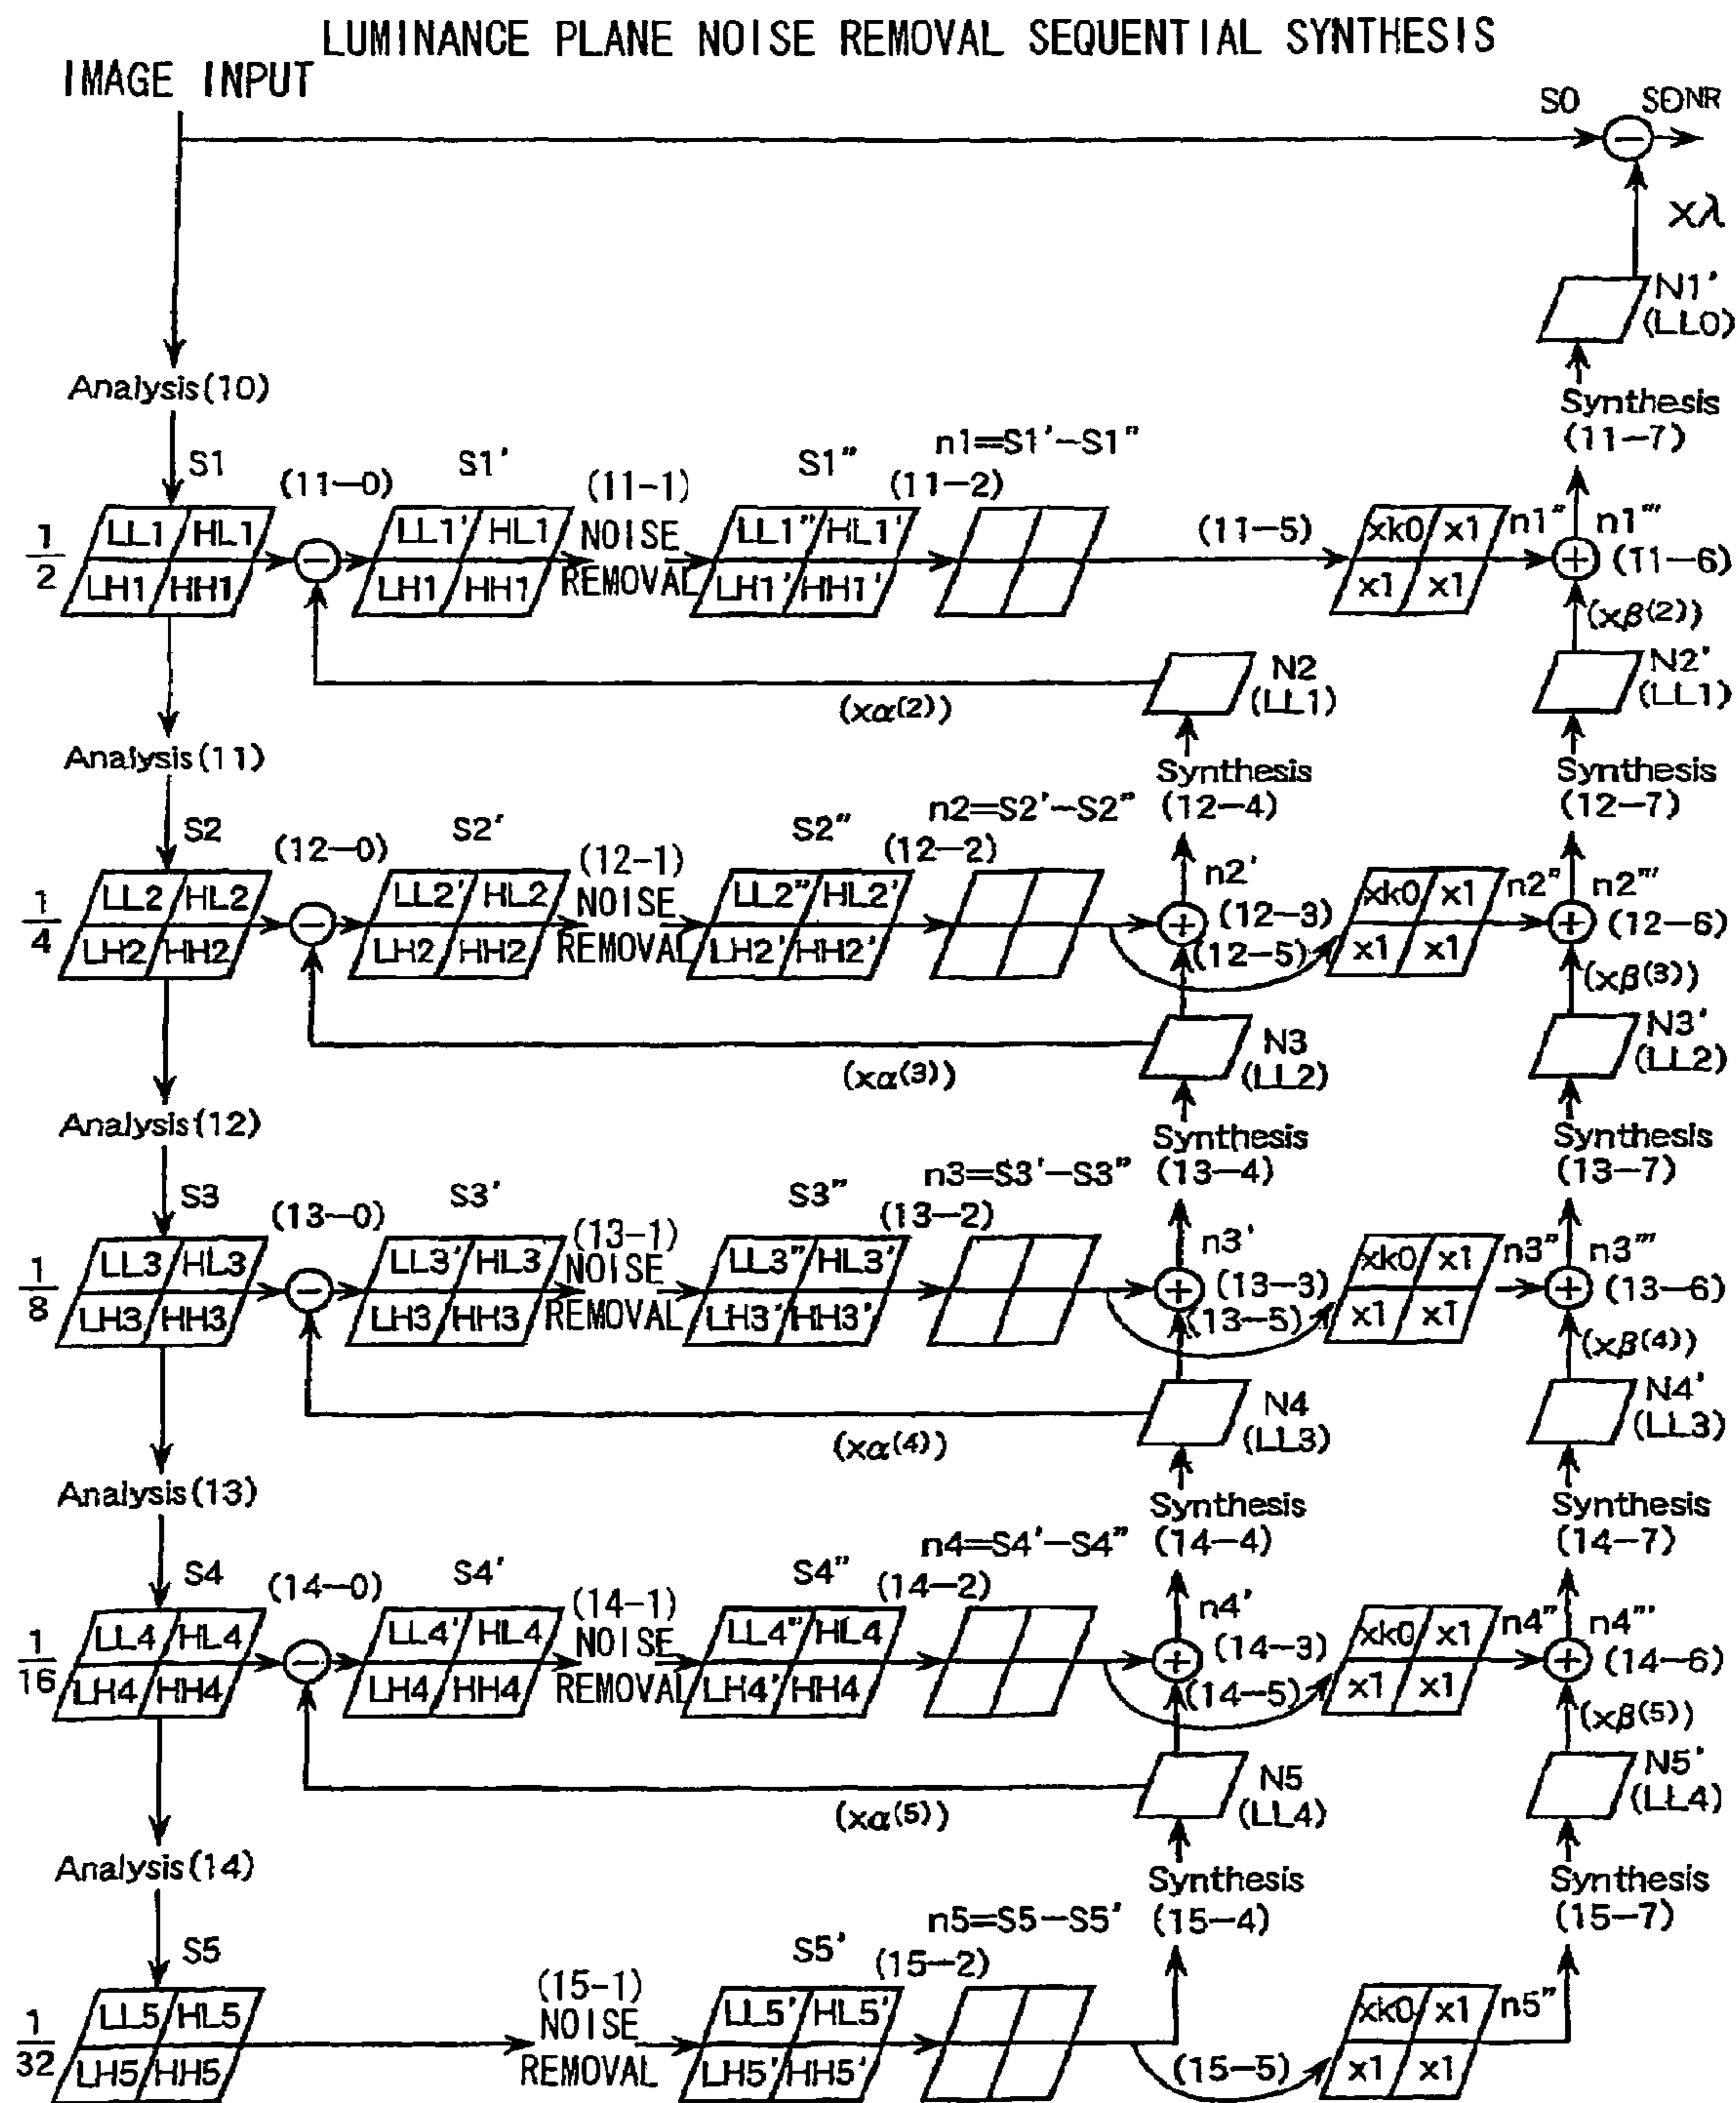 LUMINANCE PLANE NOISE REMOVAL SEQUENTIAL SYNTHESIS
IMAGE INPUT
S0 S0NR
xλ
N1'
(LL0)
Analysis(10)
Synthesis
(11-7)
S1 (11-0) S1' (11-1) S1" (11-2) n1=S1'-S1"
1/2
LL1 HL1
LH1 HH1
−
LL1' HL1
LH1 HH1
NOISE
REMOVAL
LL1" HL1'
LH1' HH1'
(11-5)
xk0 x1
x1 x1
n1" n1"'
+ (11-6)
(xβ(2))
N2
(LL1)
N2'
(LL1)
(xα(2))
Analysis(11)
Synthesis
(12-4)
Synthesis
(12-7)
S2 (12-0) S2' (12-1) S2" (12-2) n2=S2'-S2"
1/4
LL2 HL2
LH2 HH2
−
LL2' HL2
LH2 HH2
NOISE
REMOVAL
LL2" HL2'
LH2' HH2'
n2'
+ (12-3)
(12-5)
xk0 x1
x1 x1
n2" n2"'
+ (12-6)
(xβ(3))
N3
(LL2)
N3'
(LL2)
(xα(3))
Analysis(12)
Synthesis
(13-4)
Synthesis
(13-7)
S3 (13-0) S3' (13-1) S3" (13-2) n3=S3'-S3"
1/8
LL3 HL3
LH3 HH3
−
LL3' HL3
LH3 HH3
NOISE
REMOVAL
LL3" HL3'
LH3' HH3'
n3'
+ (13-3)
(13-5)
xk0 x1
x1 x1
n3" n3"'
+ (13-6)
(xβ(4))
N4
(LL3)
N4'
(LL3)
(xα(4))
Analysis(13)
Synthesis
(14-4)
Synthesis
(14-7)
S4 (14-0) S4' (14-1) S4" (14-2) n4=S4'-S4"
1/16
LL4 HL4
LH4 HH4
−
LL4' HL4
LH4 HH4
NOISE
REMOVAL
LL4" HL4
LH4' HH4
n4'
+ (14-3)
(14-5)
xk0 x1
x1 x1
n4" n4"'
+ (14-6)
(xβ(5))
N5
(LL4)
N5'
(LL4)
(xα(5))
Analysis(14)
Synthesis
(15-4)
Synthesis
(15-7)
S5 (15-1) S5' (15-2) n5=S5-S5'
1/32
LL5 HL5
LH5 HH5
NOISE
REMOVAL
LL5' HL5'
LH5' HH5'
(15-5)
xk0 x1
x1 x1
n5"